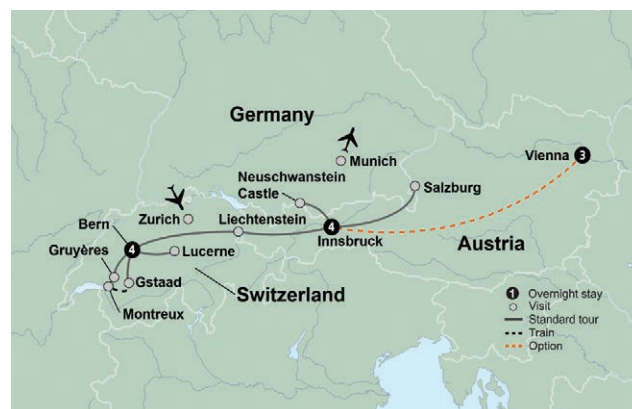 Germany
Munich
Vienna 3
Neuschwanstein
Castle
Salzburg
Zurich
Liechtenstein
4
Innsbruck
Bern
4
Lucerne
Austria
Gruyères
Gstaad
Switzerland
Montreux
1 Overnight stay
Visit
Standard tour
Train
Option